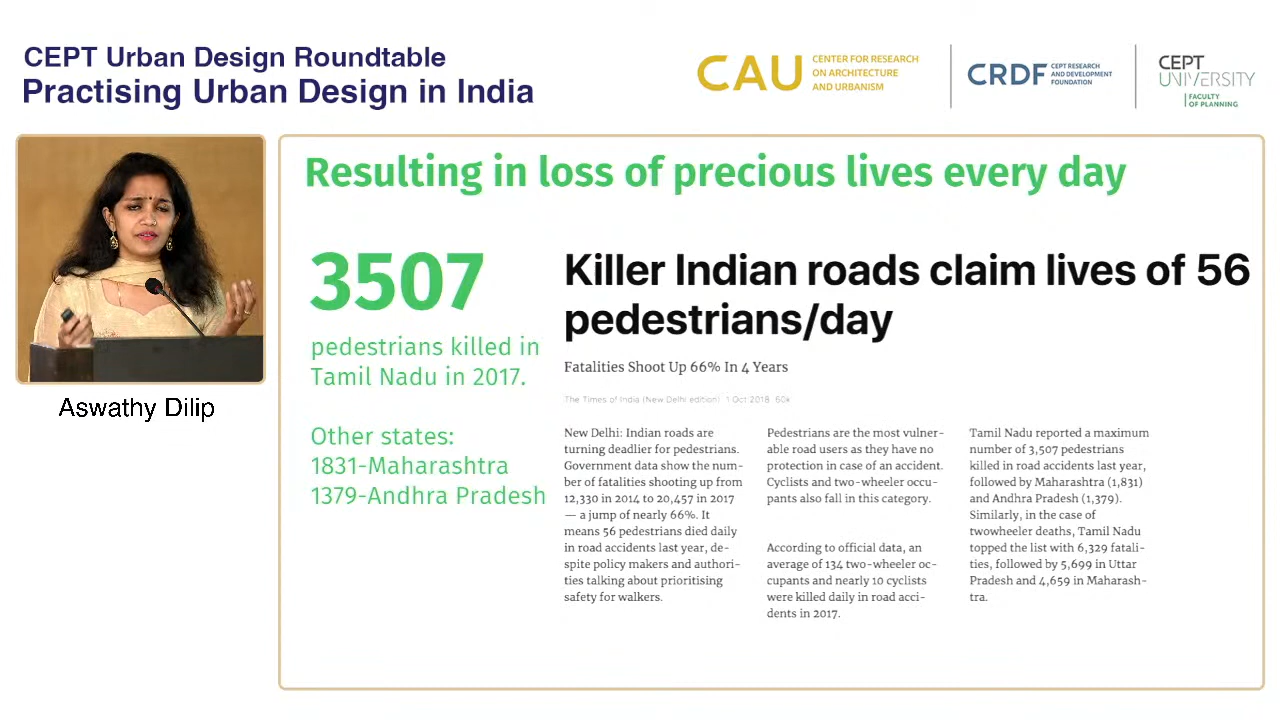 CEPT Urban Design Roundtable
Practising Urban Design in India
CAU
CENTER FOR RESEARCH
ON ARCHITECTURE
AND URBANISM
CRDF
CEPT RESEARCH
AND DEVELOPMENT
FOUNDATION
CEPT
UNIVERSITY
FACULTY
OF PLANNING
Aswathy Dilip
Resulting in loss of precious lives every day
3507
pedestrians killed in
Tamil Nadu in 2017.
Other states:
1831-Maharashtra
1379-Andhra Pradesh
Killer Indian roads claim lives of 56
pedestrians/day
Fatalities Shoot Up 66% In 4 Years
The Times of India (New Delhi edition) 1 Oct 2018 60k
New Delhi: Indian roads are
turning deadlier for pedestrians.
Government data show the num-
ber of fatalities shooting up from
12,330 in 2014 to 20,457 in 2017
— a jump of nearly 66%. It
means 56 pedestrians died daily
in road accidents last year, de-
spite policy makers and authori-
ties talking about prioritising
safety for walkers.
Pedestrians are the most vulner-
able road users as they have no
protection in case of an accident.
Cyclists and two-wheeler occu-
pants also fall in this category.
According to official data, an
average of 134 two-wheeler oc-
cupants and nearly 10 cyclists
were killed daily in road acci-
dents in 2017.
Tamil Nadu reported a maximum
number of 3,507 pedestrians
killed in road accidents last year,
followed by Maharashtra (1,831)
and Andhra Pradesh (1,379).
Similarly, in the case of
twowheeler deaths, Tamil Nadu
topped the list with 6,329 fatali-
ties, followed by 5,699 in Uttar
Pradesh and 4,659 in Maharash-
tra.